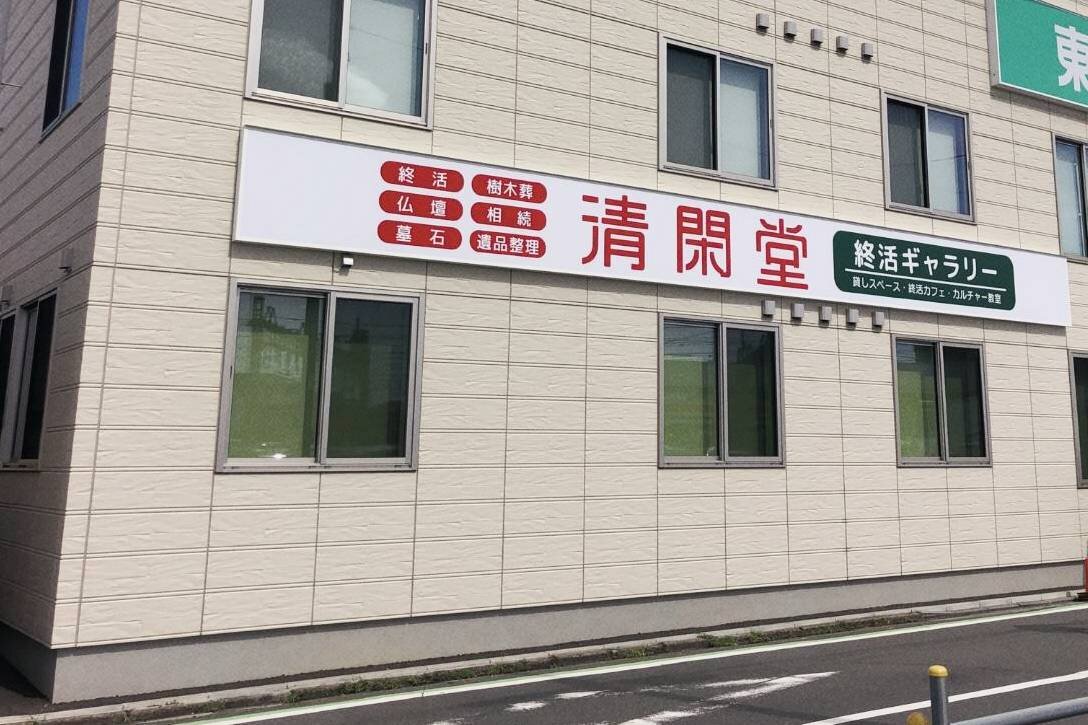 終活 樹木葬
仏壇 相続
墓石 遺品整理
清閑堂
終活ギャラリー
貸しスペース・終活カフェ・カルチャー教室
東